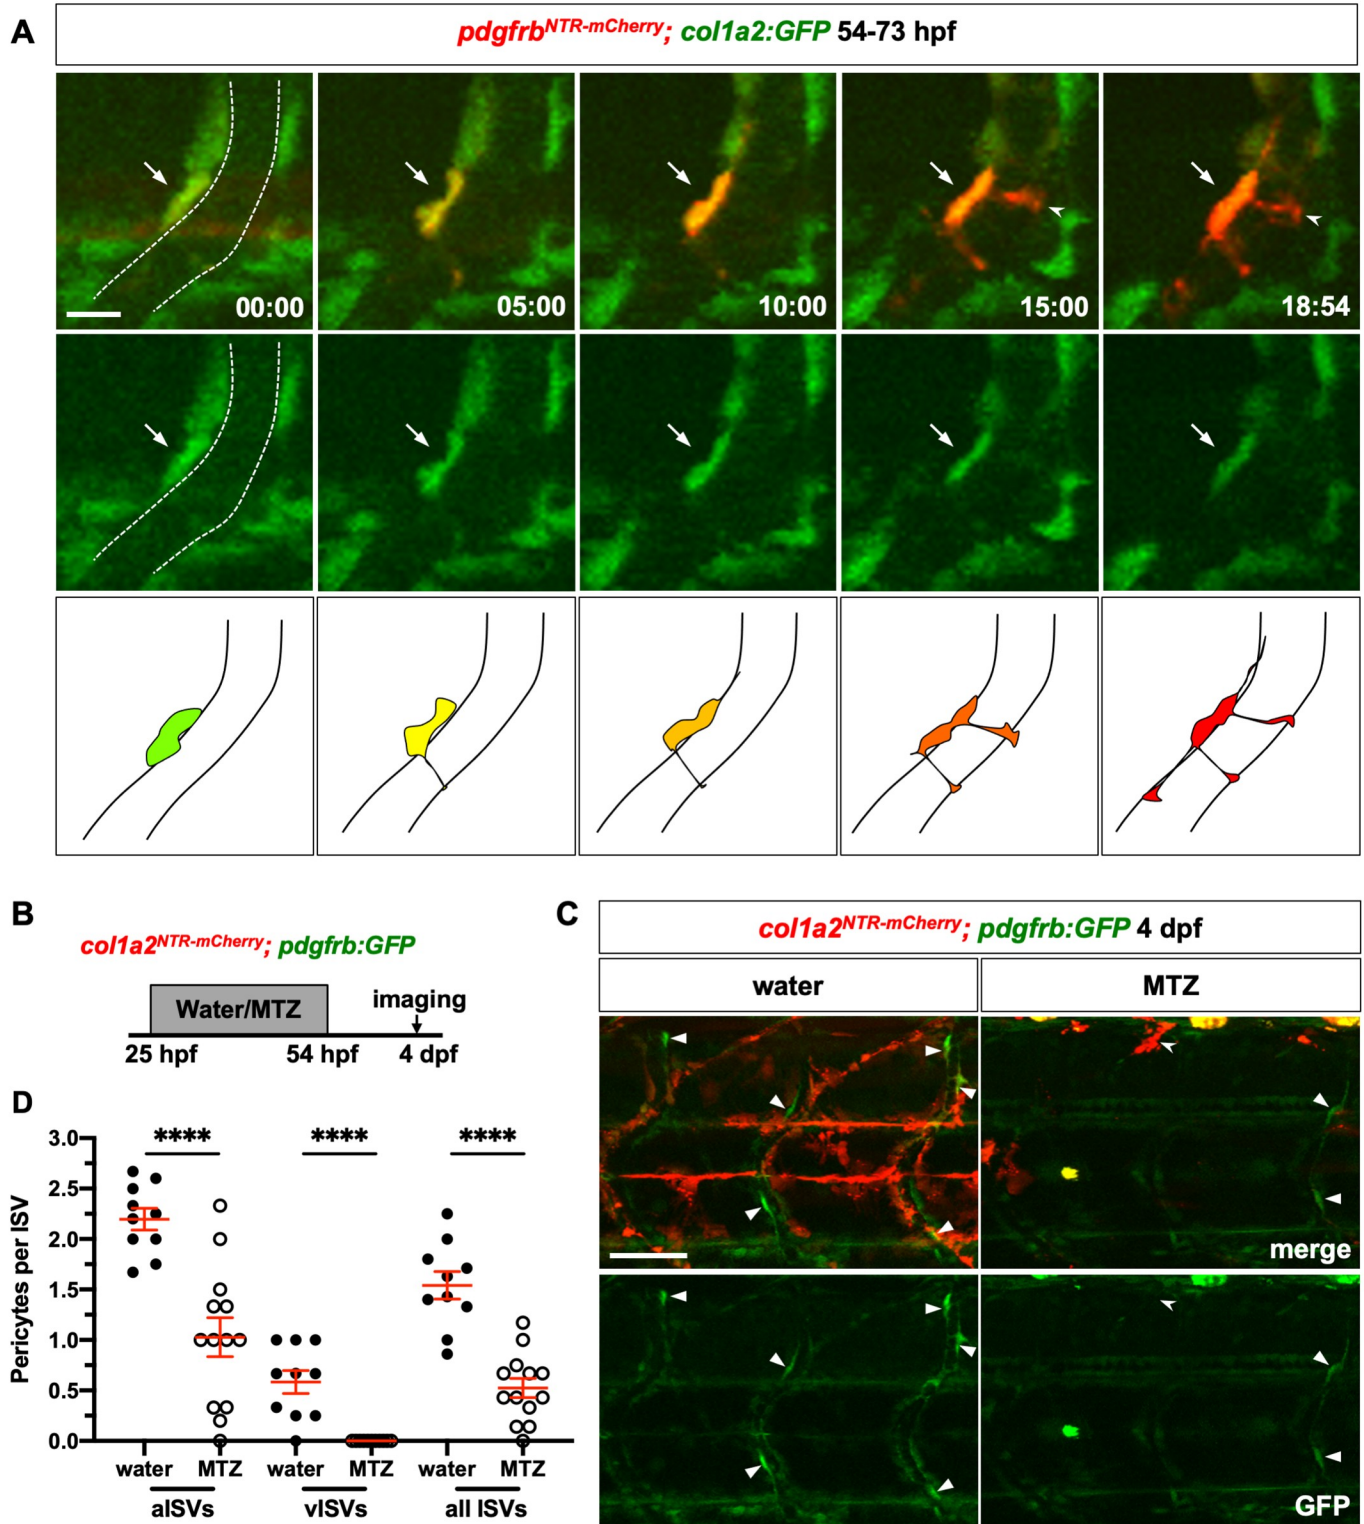 A
pdgfrbNTR-mCherry; col1a2:GFP 54-73 hpf
00:00
05:00
10:00
15:00
18:54
B
col1a2NTR-mCherry; pdgfrb:GFP
Water/MTZ
imaging
25 hpf
54 hpf
4 dpf
C
col1a2NTR-mCherry; pdgfrb:GFP 4 dpf
water
MTZ
merge
GFP
D
Pericytes per ISV
3.0
2.5
2.0
1.5
1.0
0.5
0.0
****
****
****
water
MTZ
water
MTZ
water
MTZ
aISVs
vISVs
all ISVs